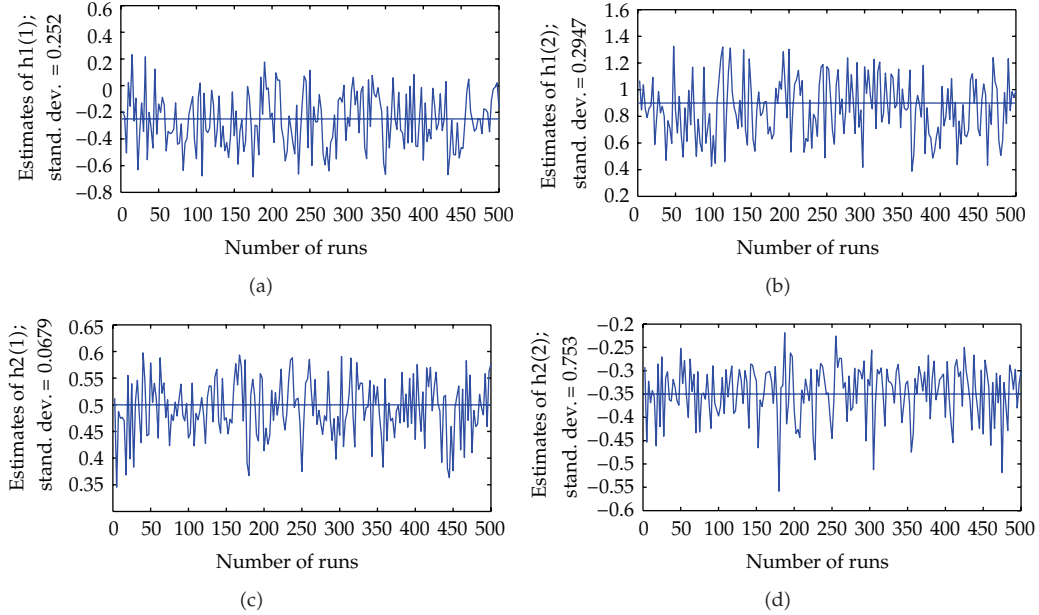 Estimates of h1(1);
stand. dev. = 0.252
0.6
0.4
0.2
0
−0.2
−0.4
−0.6
−0.8
0 50 100 150 200 250 300 350 400 450 500
Number of runs
(a)
Estimates of h1(2);
stand. dev. = 0.2947
1.6
1.4
1.2
1
0.8
0.6
0.4
0.2
0 50 100 150 200 250 300 350 400 450 500
Number of runs
(b)
Estimates of h2(1);
stand. dev. = 0.0679
0.65
0.6
0.55
0.5
0.45
0.4
0.35
0 50 100 150 200 250 300 350 400 450 500
Number of runs
(c)
Estimates of h2(2);
stand. dev. = 0.753
−0.2
−0.25
−0.3
−0.35
−0.4
−0.45
−0.5
−0.55
−0.6
0 50 100 150 200 250 300 350 400 450 500
Number of runs
(d)